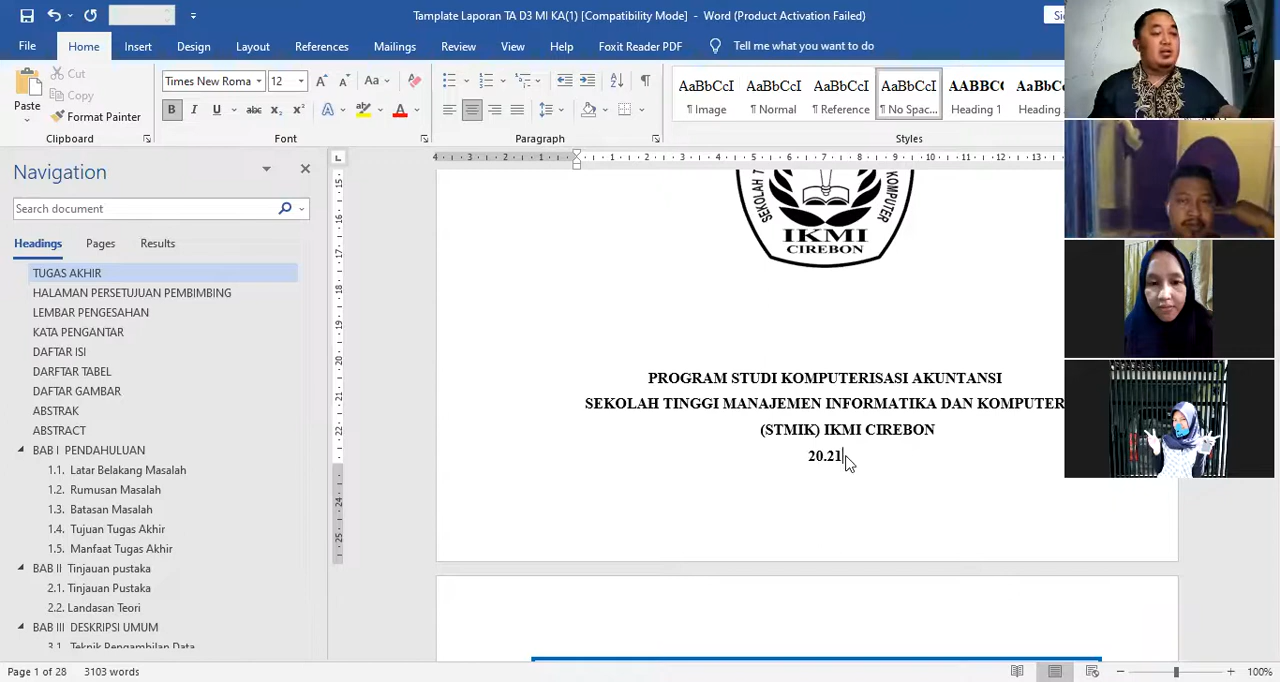 Tamplate Laporan TA D3 MI KA(1) [Compatibility Mode] - Word (Product Activation Failed)
File Home Insert Design Layout References Mailings Review View Help Foxit Reader PDF Tell me what you want to do
Paste
Cut
Copy
Format Painter
Clipboard
Times New Roma 12
Font
Paragraph
AaBbCcI AaBbCcI AaBbCcI AaBbCcI AABBC
¶ Image ¶ Normal ¶ Reference ¶ No Spac... Heading 1 Heading
Styles
Navigation
Search document
Headings Pages Results
TUGAS AKHIR
HALAMAN PERSETUJUAN PEMBIMBING
LEMBAR PENGESAHAN
KATA PENGANTAR
DAFTAR ISI
DARFTAR TABEL
DAFTAR GAMBAR
ABSTRAK
ABSTRACT
BAB I PENDAHULUAN
1.1. Latar Belakang Masalah
1.2. Rumusan Masalah
1.3. Batasan Masalah
1.4. Tujuan Tugas Akhir
1.5. Manfaat Tugas Akhir
BAB II Tinjauan pustaka
2.1. Tinjauan Pustaka
2.2. Landasan Teori
BAB III DESKRIPSI UMUM
3.1. Teknik Pengambilan Data
SEKOLAH
KOMPUTER
IKMI
CIREBON
PROGRAM STUDI KOMPUTERISASI AKUNTANSI
SEKOLAH TINGGI MANAJEMEN INFORMATIKA DAN KOMPUTER
(STMIK) IKMI CIREBON
20.21
Page 1 of 28 3103 words
100%